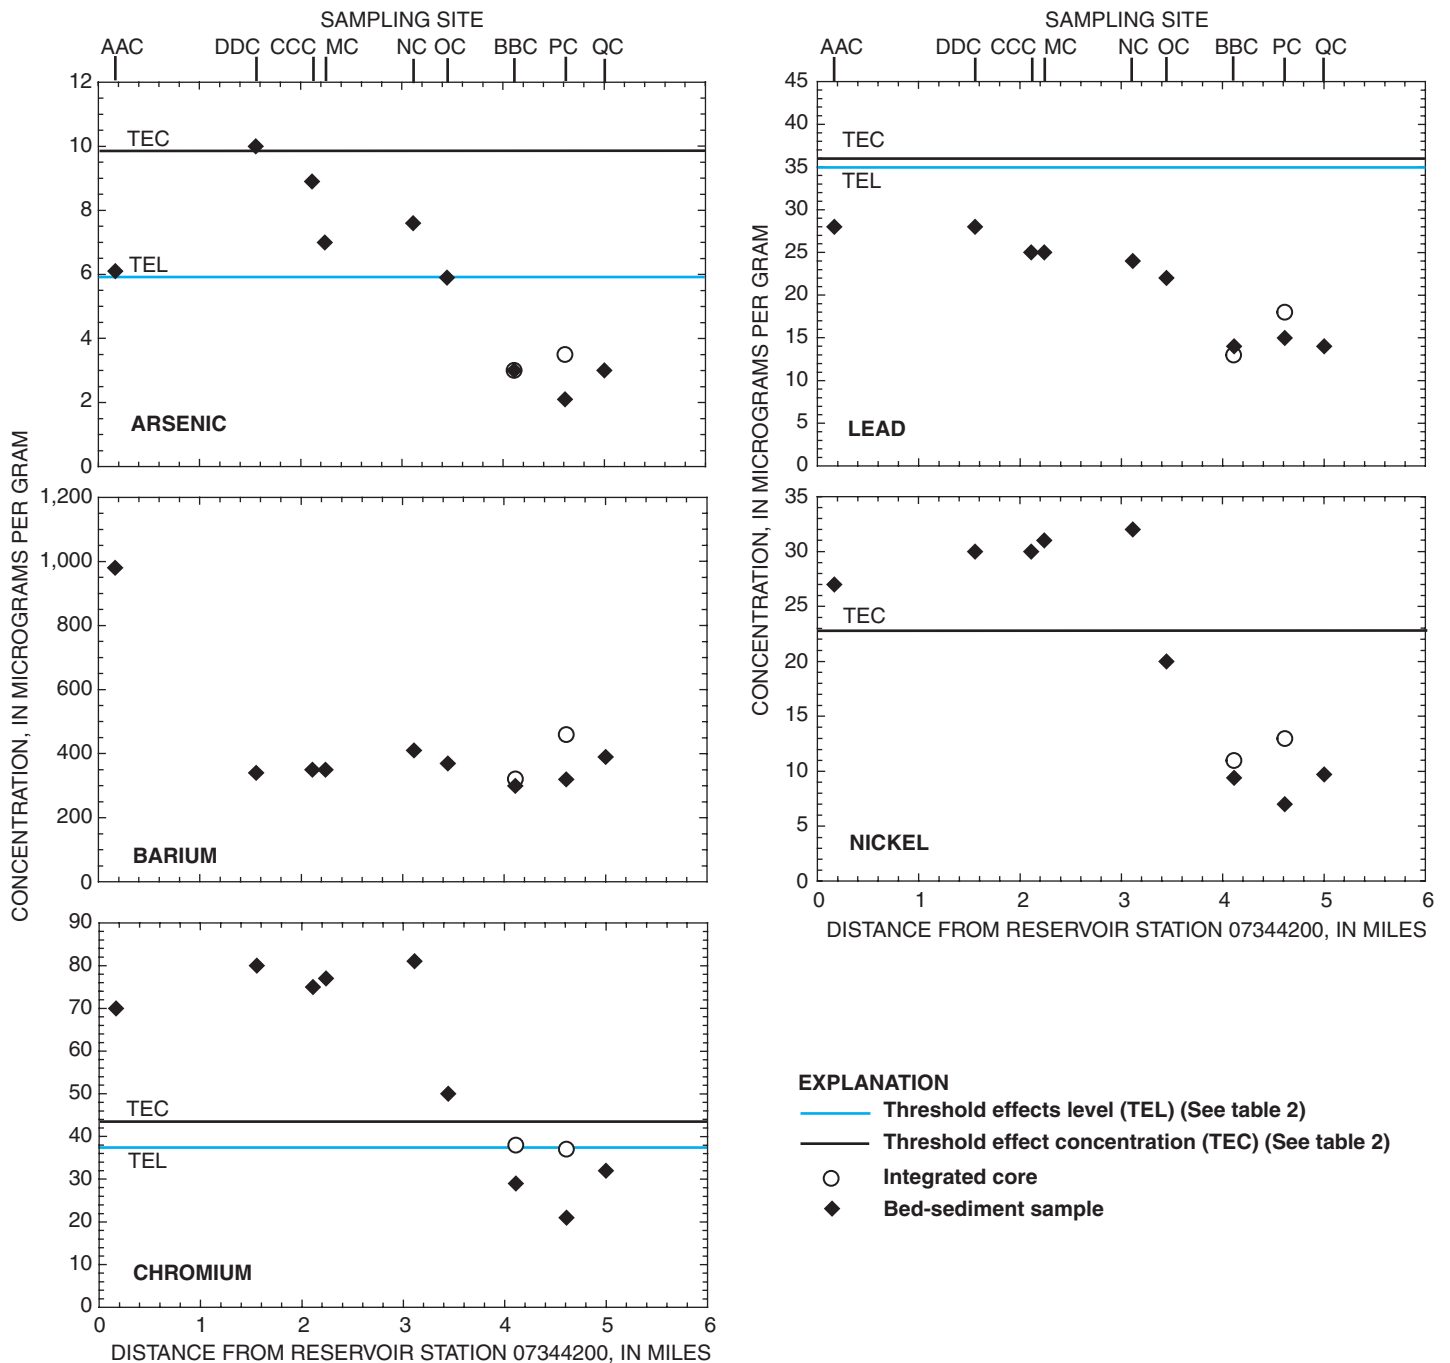 SAMPLING SITE
AAC DDC CCC MC NC OC BBC PC QC
12
10
8
6
4
2
0
TEC
TEL
ARSENIC
1,200
1,000
800
600
400
200
0
BARIUM
CONCENTRATION, IN MICROGRAMS PER GRAM
90
80
70
60
50
40
30
20
10
0
TEC
TEL
CHROMIUM
0 1 2 3 4 5 6
DISTANCE FROM RESERVOIR STATION 07344200, IN MILES
SAMPLING SITE
AAC DDC CCC MC NC OC BBC PC QC
45
40
35
30
25
20
15
10
5
0
TEC
TEL
LEAD
CONCENTRATION, IN MICROGRAMS PER GRAM
35
30
25
20
15
10
5
0
TEC
NICKEL
0 1 2 3 4 5 6
DISTANCE FROM RESERVOIR STATION 07344200, IN MILES
EXPLANATION
Threshold effects level (TEL) (See table 2)
Threshold effect concentration (TEC) (See table 2)
Integrated core
Bed-sediment sample